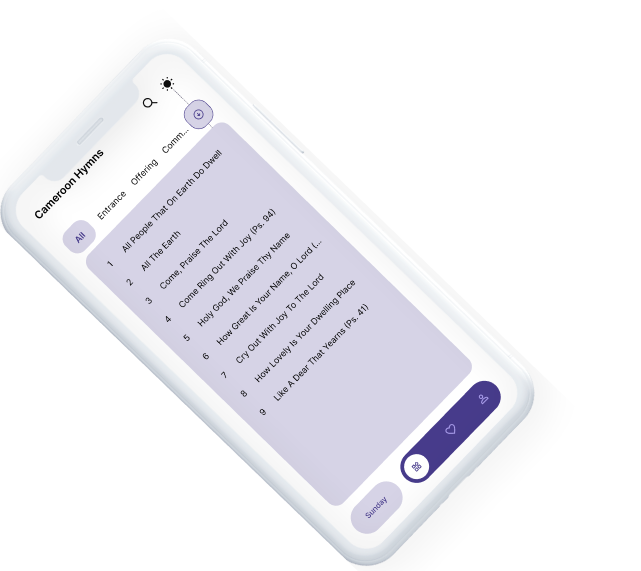 Cameroon Hymns
All Entrance Offering Comm...
1 All People That On Earth Do Dwell
2 All The Earth
3 Come, Praise The Lord
4 Come Ring Out With Joy (Ps. 94)
5 Holy God, We Praise Thy Name
6 How Great Is Your Name, O Lord (...
7 Cry Out With Joy To The Lord
8 How Lovely Is Your Dwelling Place
9 Like A Dear That Yearns (Ps. 41)
Sunday